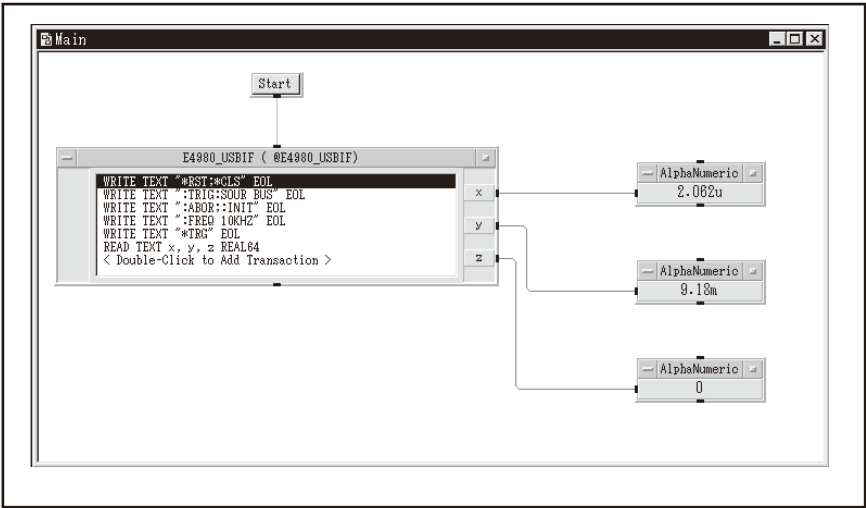 Main
Start
E4980_USBIF ( @E4980_USBIF)
WRITE TEXT "*RST;*CLS" EOL
WRITE TEXT ":TRIG:SOUR BUS" EOL
WRITE TEXT ":ABOR;:INIT" EOL
WRITE TEXT ":FREQ 10KHZ" EOL
WRITE TEXT "*TRG" EOL
READ TEXT x, y, z REAL64
< Double-Click to Add Transaction >
x
y
z
AlphaNumeric
2.062u
AlphaNumeric
9.18m
AlphaNumeric
0